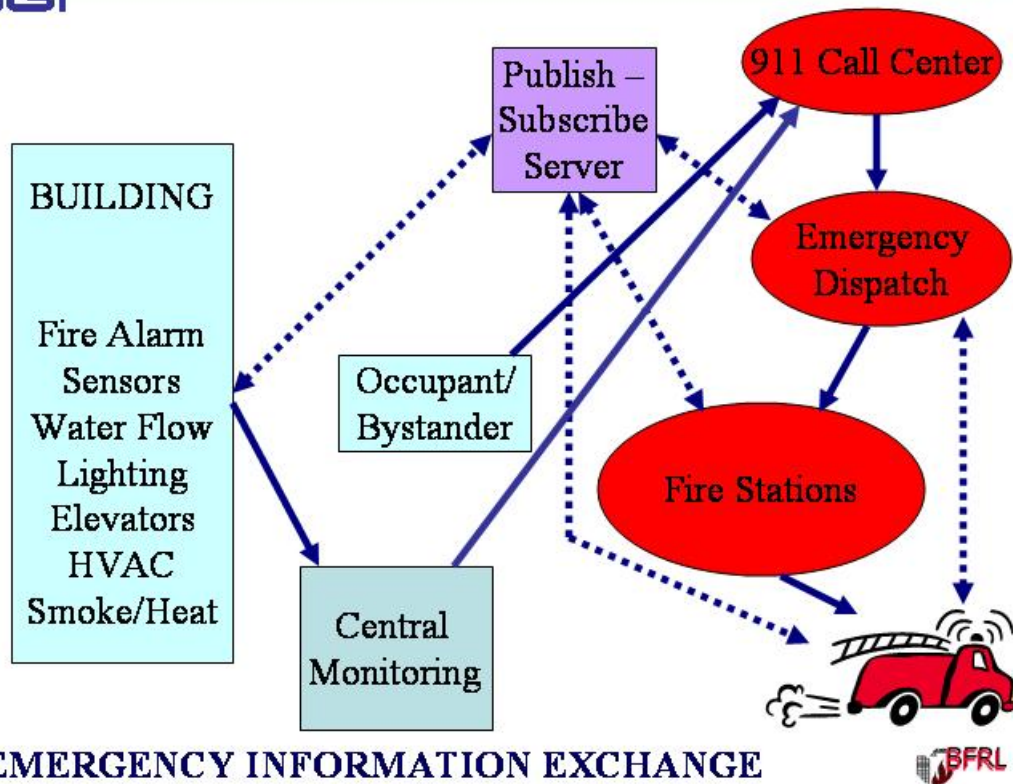 Publish –
Subscribe
Server
911 Call Center
BUILDING
Fire Alarm
Sensors
Water Flow
Lighting
Elevators
HVAC
Smoke/Heat
Emergency
Dispatch
Occupant/
Bystander
Fire Stations
Central
Monitoring
EMERGENCY INFORMATION EXCHANGE
BFRL